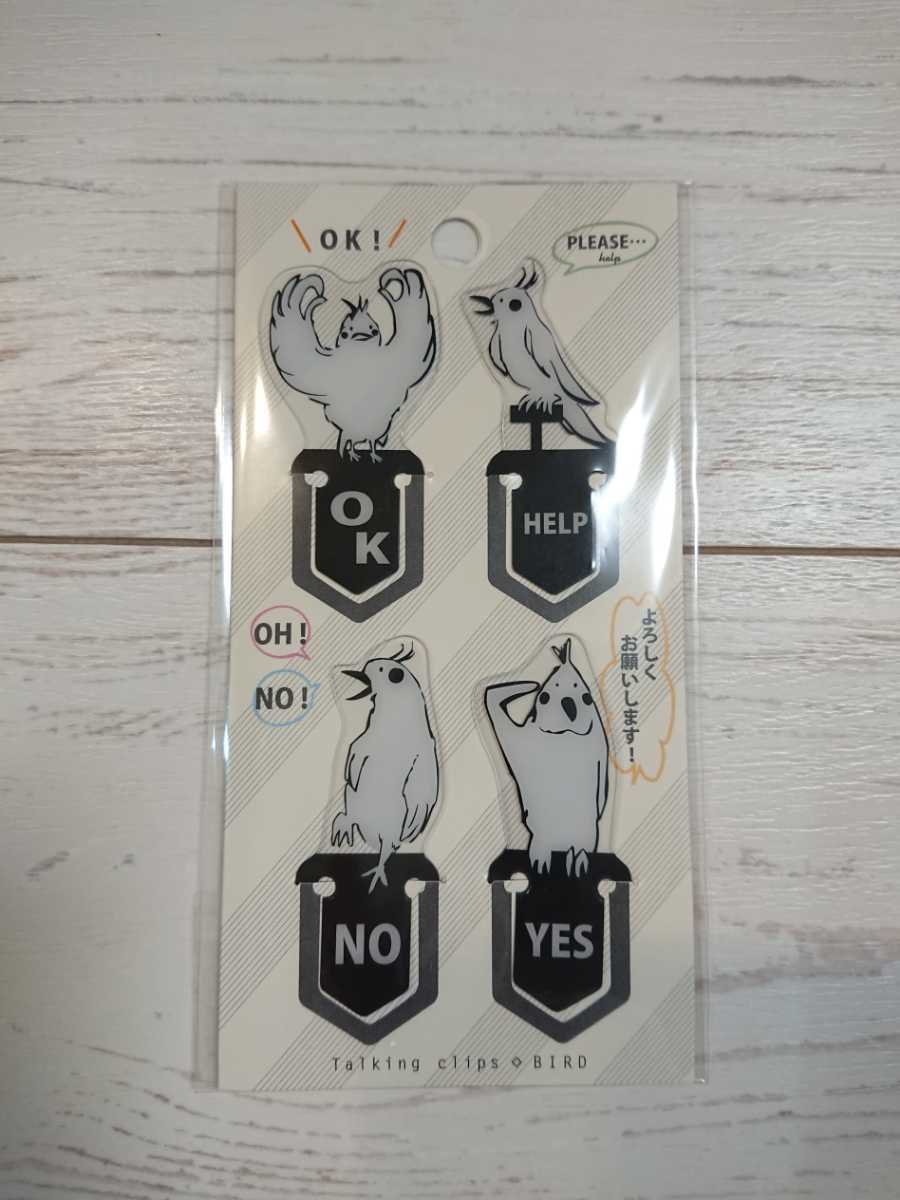 OK!
PLEASE…
help
O
K
HELP
OH!
NO!
よろしく
お願いします!
NO
YES
Talking clips◇BIRD